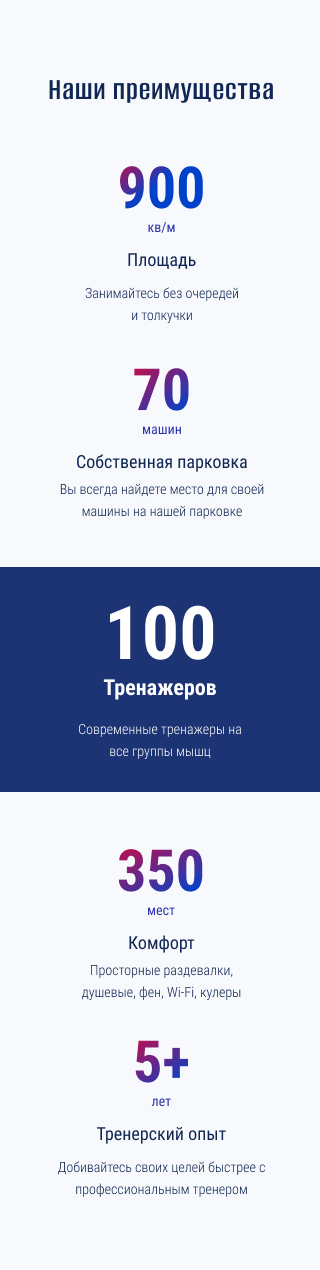 Наши преимущества
900
кв/м
Площадь
Занимайтесь без очередей
и толкучки
70
машин
Собственная парковка
Вы всегда найдете место для своей
машины на нашей парковке
100
Тренажеров
Современные тренажеры на
все группы мышц
350
мест
Комфорт
Просторные раздевалки,
душевые, фен, Wi-Fi, кулеры
5+
лет
Тренерский опыт
Добивайтесь своих целей быстрее с
профессиональным тренером